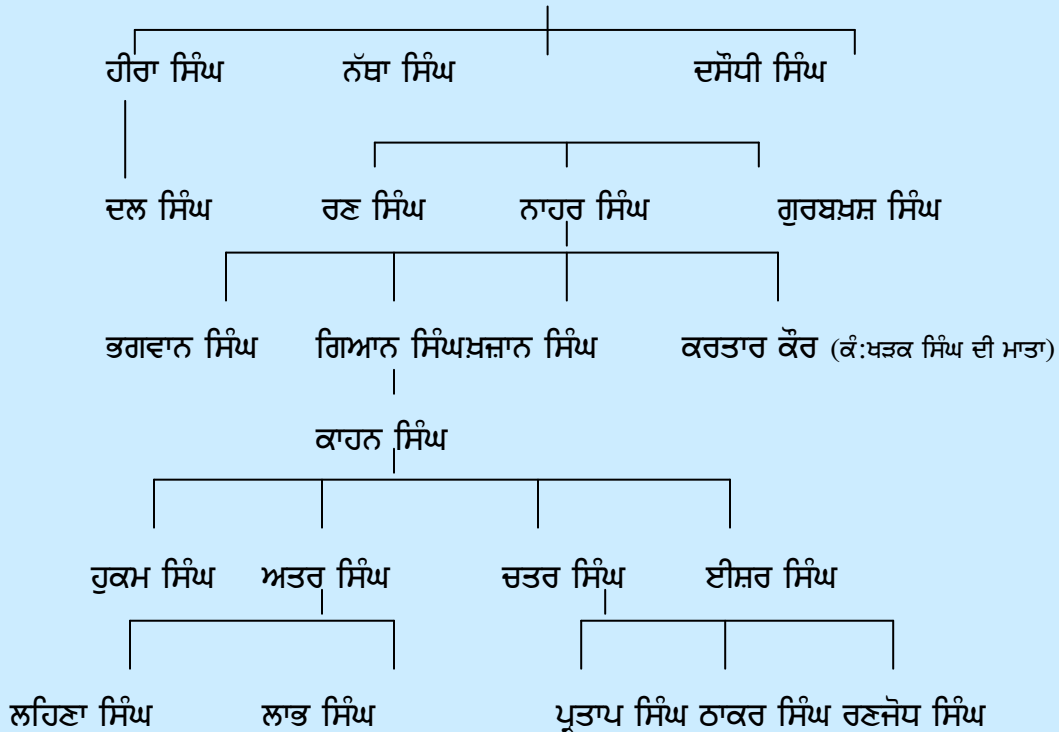 ਹੀਰਾ ਸਿੰਘ ਨੱਥਾ ਸਿੰਘ ਦਸੌਧੀ ਸਿੰਘ
ਦਲ ਸਿੰਘ ਰਣ ਸਿੰਘ ਨਾਹਰ ਸਿੰਘ ਗੁਰਬਖ਼ਸ਼ ਸਿੰਘ
ਭਗਵਾਨ ਸਿੰਘ ਗਿਆਨ ਸਿੰਘਖ਼ਜ਼ਾਨ ਸਿੰਘ ਕਰਤਾਰ ਕੌਰ (ਕੰ:ਖੜਕ ਸਿੰਘ ਦੀ ਮਾਤਾ)
ਕਾਹਨ ਸਿੰਘ
ਹੁਕਮ ਸਿੰਘ ਅਤਰ ਸਿੰਘ ਚਤਰ ਸਿੰਘ ਈਸ਼ਰ ਸਿੰਘ
ਲਹਿਣਾ ਸਿੰਘ ਲਾਭ ਸਿੰਘ ਪ੍ਰਤਾਪ ਸਿੰਘ ਠਾਕਰ ਸਿੰਘ ਰਣਜੋਧ ਸਿੰਘ